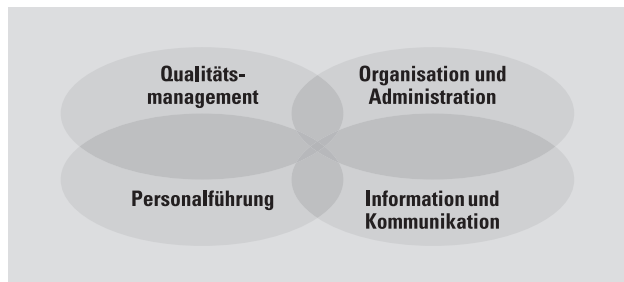 Qualitäts-
management
Organisation und
Administration
Personalführung
Information und
Kommunikation